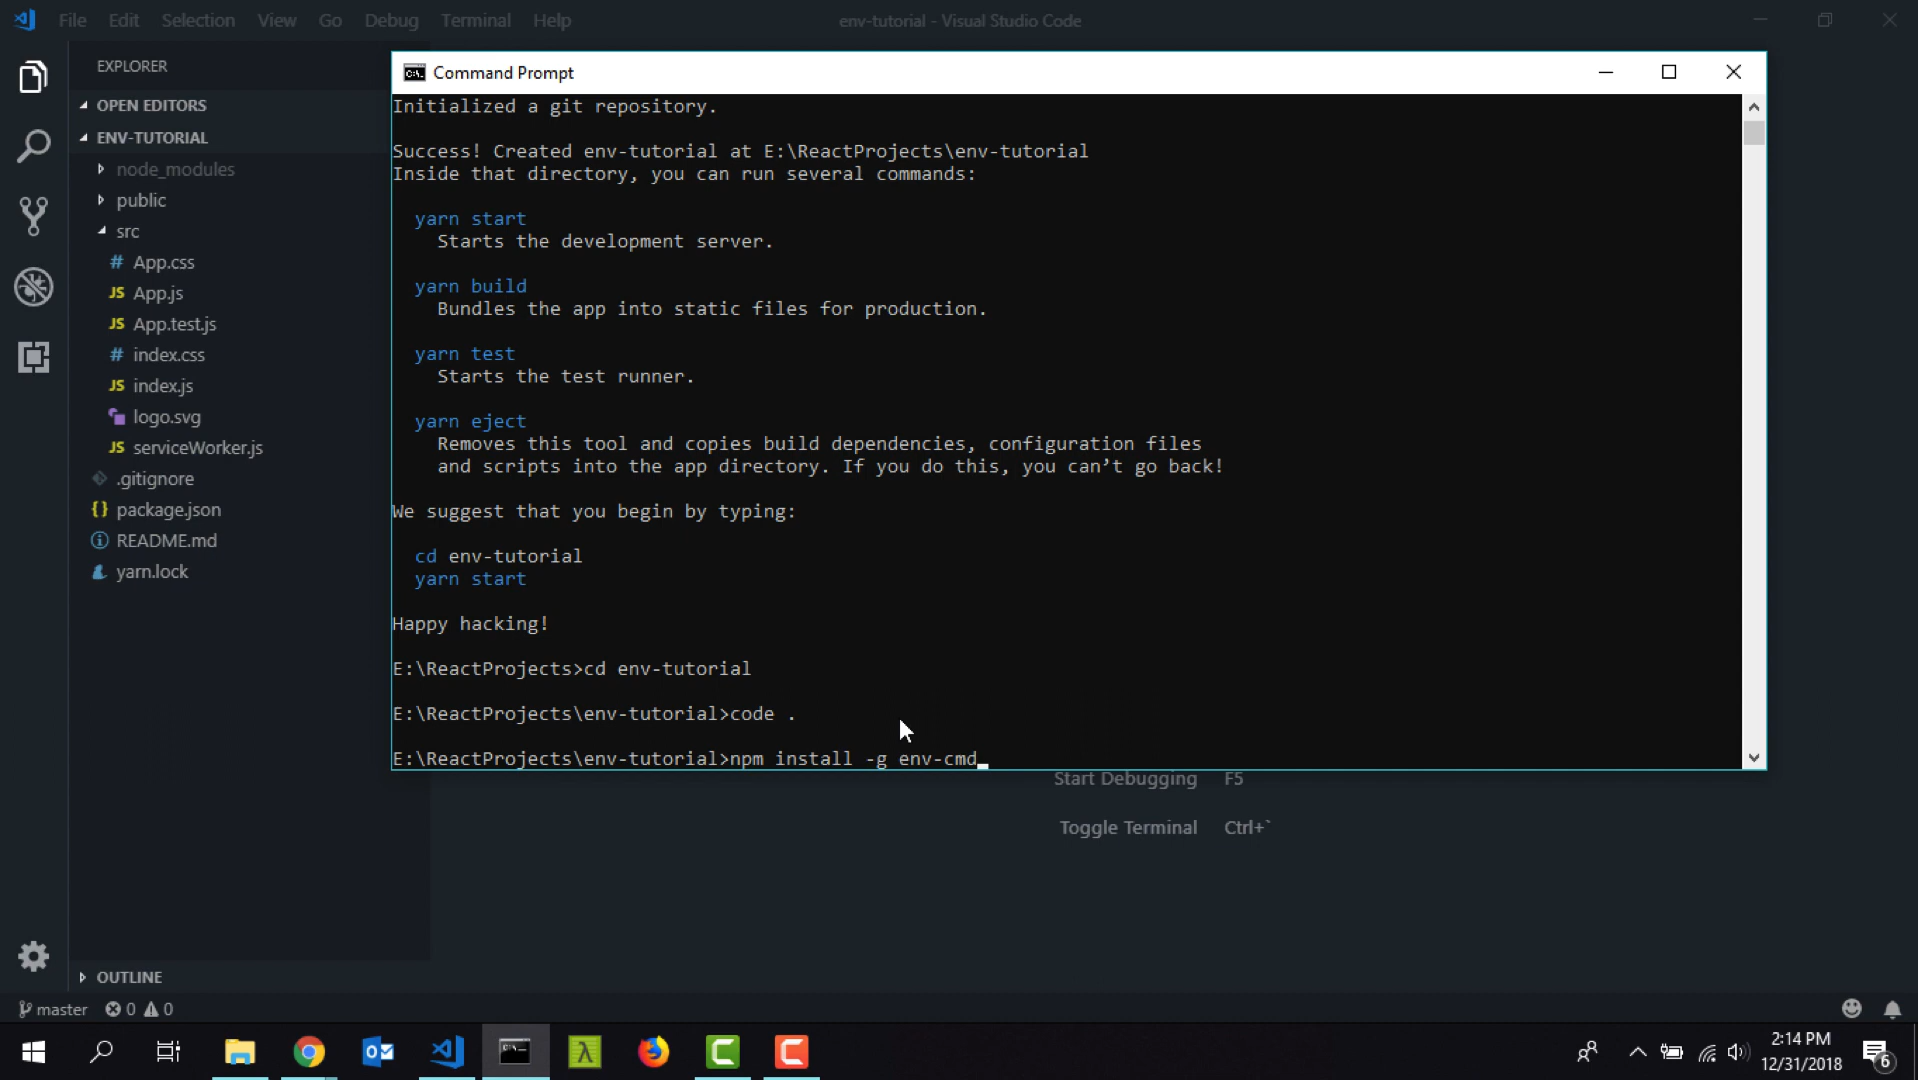 File Edit Selection View Go Debug Terminal Help
env-tutorial - Visual Studio Code
EXPLORER
OPEN EDITORS
ENV-TUTORIAL
node_modules
public
src
# App.css
JS App.js
JS App.test.js
# index.css
JS index.js
logo.svg
JS serviceWorker.js
.gitignore
{} package.json
README.md
yarn.lock
OUTLINE
Command Prompt
Initialized a git repository.
Success! Created env-tutorial at E:\ReactProjects\env-tutorial
Inside that directory, you can run several commands:
yarn start
Starts the development server.
yarn build
Bundles the app into static files for production.
yarn test
Starts the test runner.
yarn eject
Removes this tool and copies build dependencies, configuration files
and scripts into the app directory. If you do this, you can’t go back!
We suggest that you begin by typing:
cd env-tutorial
yarn start
Happy hacking!
E:\ReactProjects>cd env-tutorial
E:\ReactProjects\env-tutorial>code .
E:\ReactProjects\env-tutorial>npm install -g env-cmd
Start Debugging F5
Toggle Terminal Ctrl+`
master 0 0
2:14 PM
12/31/2018
6